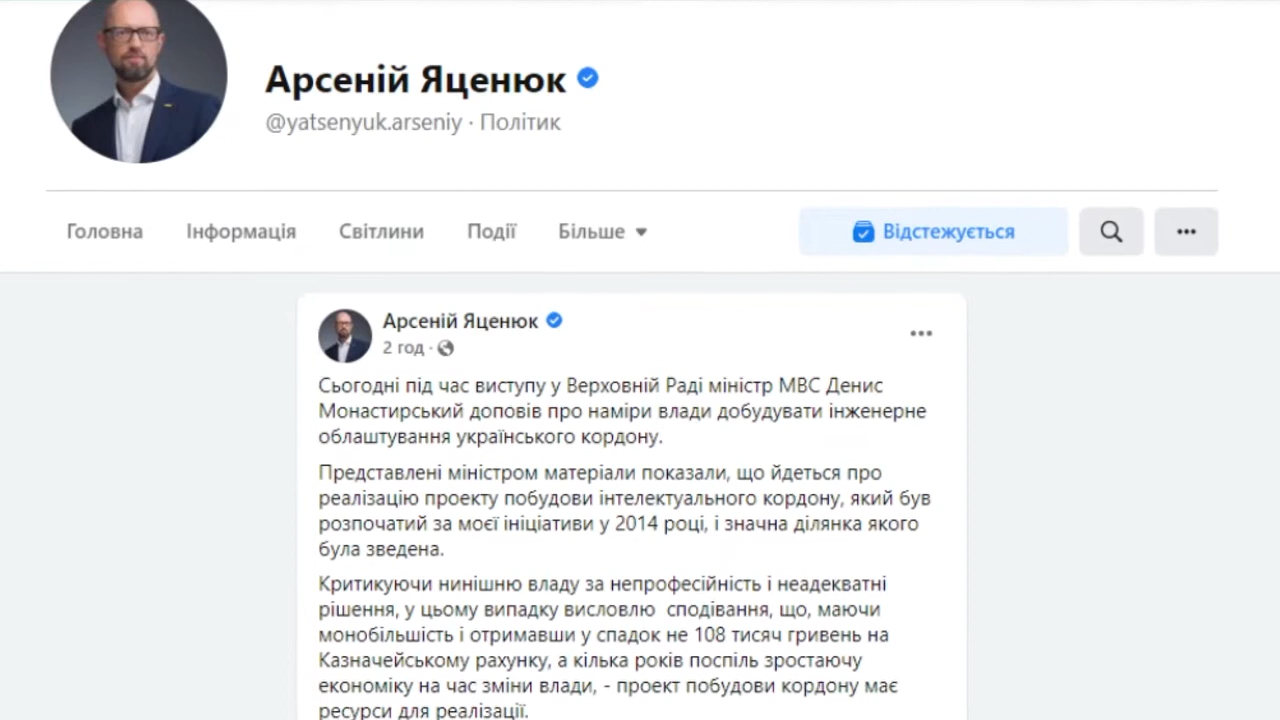 Арсеній Яценюк
@yatsenyuk.arseniy · Політик
Головна Інформація Світлини Події Більше Відстежується
Арсеній Яценюк
2 год ·
Сьогодні під час виступу у Верховній Раді міністр МВС Денис
Монастирський доповів про наміри влади добудувати інженерне
облаштування українського кордону.
Представлені міністром матеріали показали, що йдеться про
реалізацію проекту побудови інтелектуального кордону, який був
розпочатий за моєї ініціативи у 2014 році, і значна ділянка якого
була зведена.
Критикуючи нинішню владу за непрофесійність і неадекватні
рішення, у цьому випадку висловлю сподівання, що, маючи
монобільшість і отримавши у спадок не 108 тисяч гривень на
Казначейському рахунку, а кілька років поспіль зростаючу
економіку на час зміни влади, - проект побудови кордону має
ресурси для реалізації.